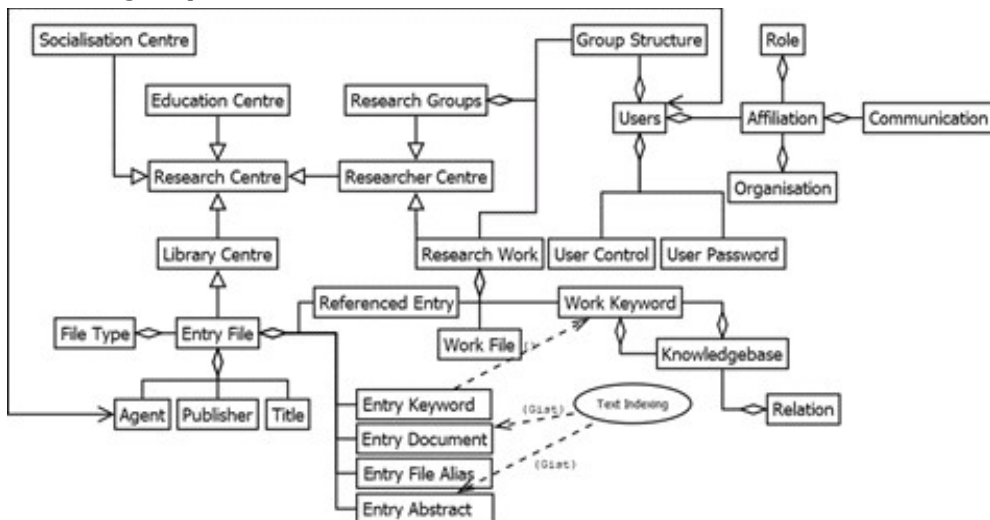 Socialisation Centre
Group Structure
Role
Education Centre
Research Groups
Users
Affiliation
Communication
Research Centre
Researcher Centre
Organisation
Library Centre
Research Work
User Control
User Password
Referenced Entry
Work Keyword
File Type
Entry File
Work File
()
Knowledgebase
Agent
Publisher
Title
Entry Keyword
(Gist)
Text Indexing
Relation
Entry Document
Entry File Alias
(Gist)
Entry Abstract